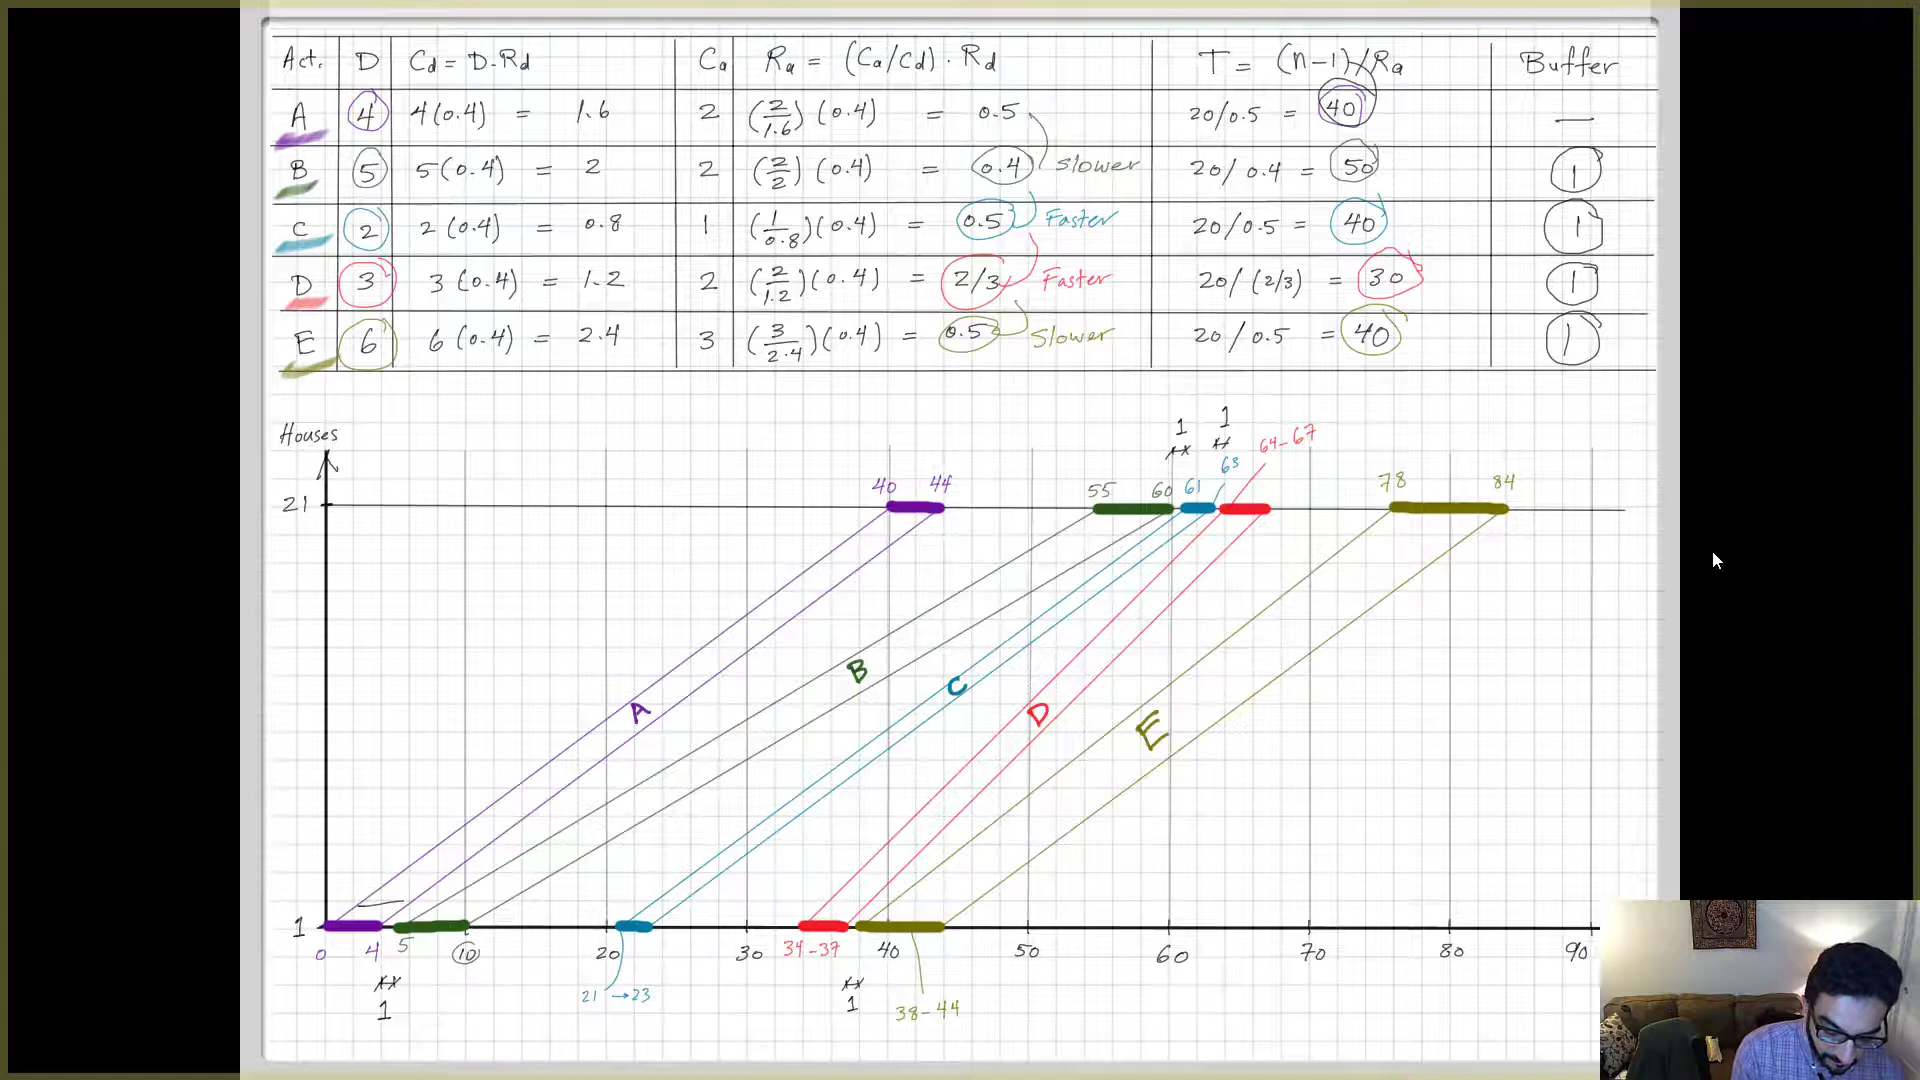 Act. D Cd = D·Rd Ca Ra = (Ca/Cd)·Rd T = (n-1)/Ra Buffer
A 4 4(0.4) = 1.6 2 (2/1.6)(0.4) = 0.5 20/0.5 = 40 —
B 5 5(0.4) = 2 2 (2/2)(0.4) = 0.4 Slower 20/0.4 = 50 1
C 2 2(0.4) = 0.8 1 (1/0.8)(0.4) = 0.5 Faster 20/0.5 = 40 1
D 3 3(0.4) = 1.2 2 (2/1.2)(0.4) = 2/3 Faster 20/(2/3) = 30 1
E 6 6(0.4) = 2.4 3 (3/2.4)(0.4) = 0.5 Slower 20/0.5 = 40 1
Houses
1 1
64-67
63
40 44 55 60 61 78 84
21
A B C D E
1
0 4 5 10 20 30 34-37 40 50 60 70 80 90
21 → 23
1 1
38-44